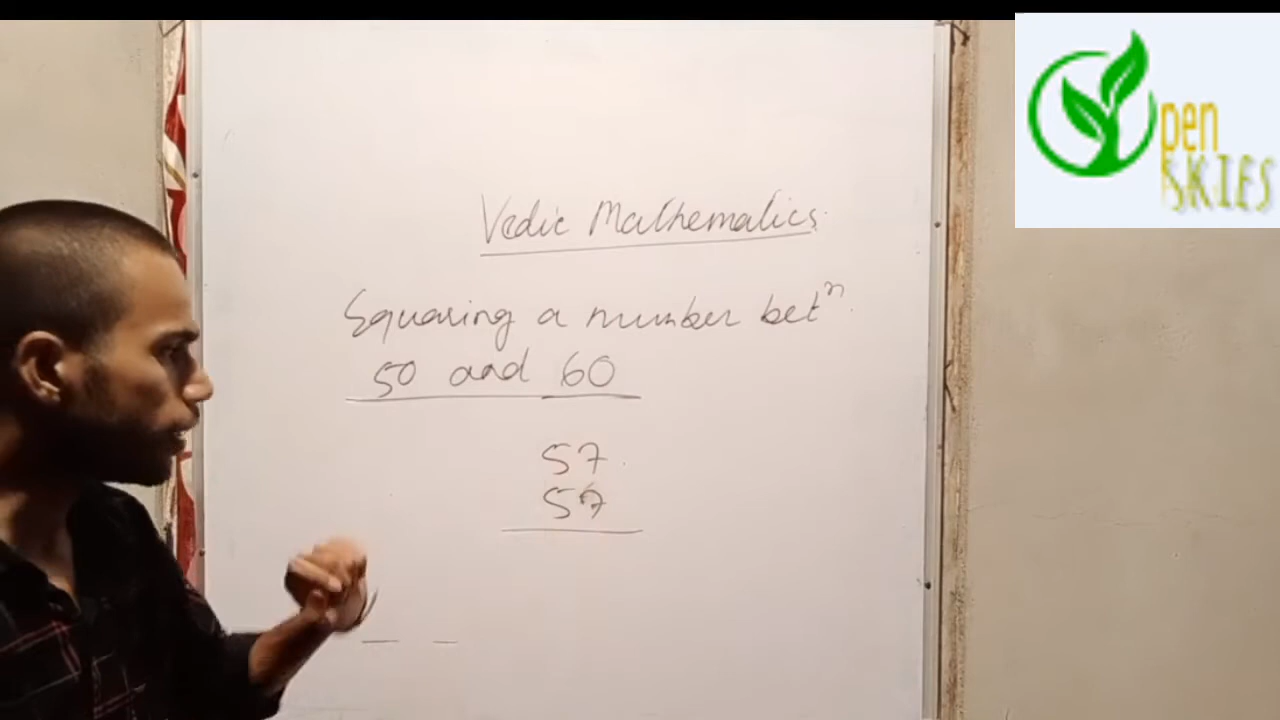 Open
SKIES
Vedic Mathematics
Squaring a number betⁿ
50 and 60
57
57